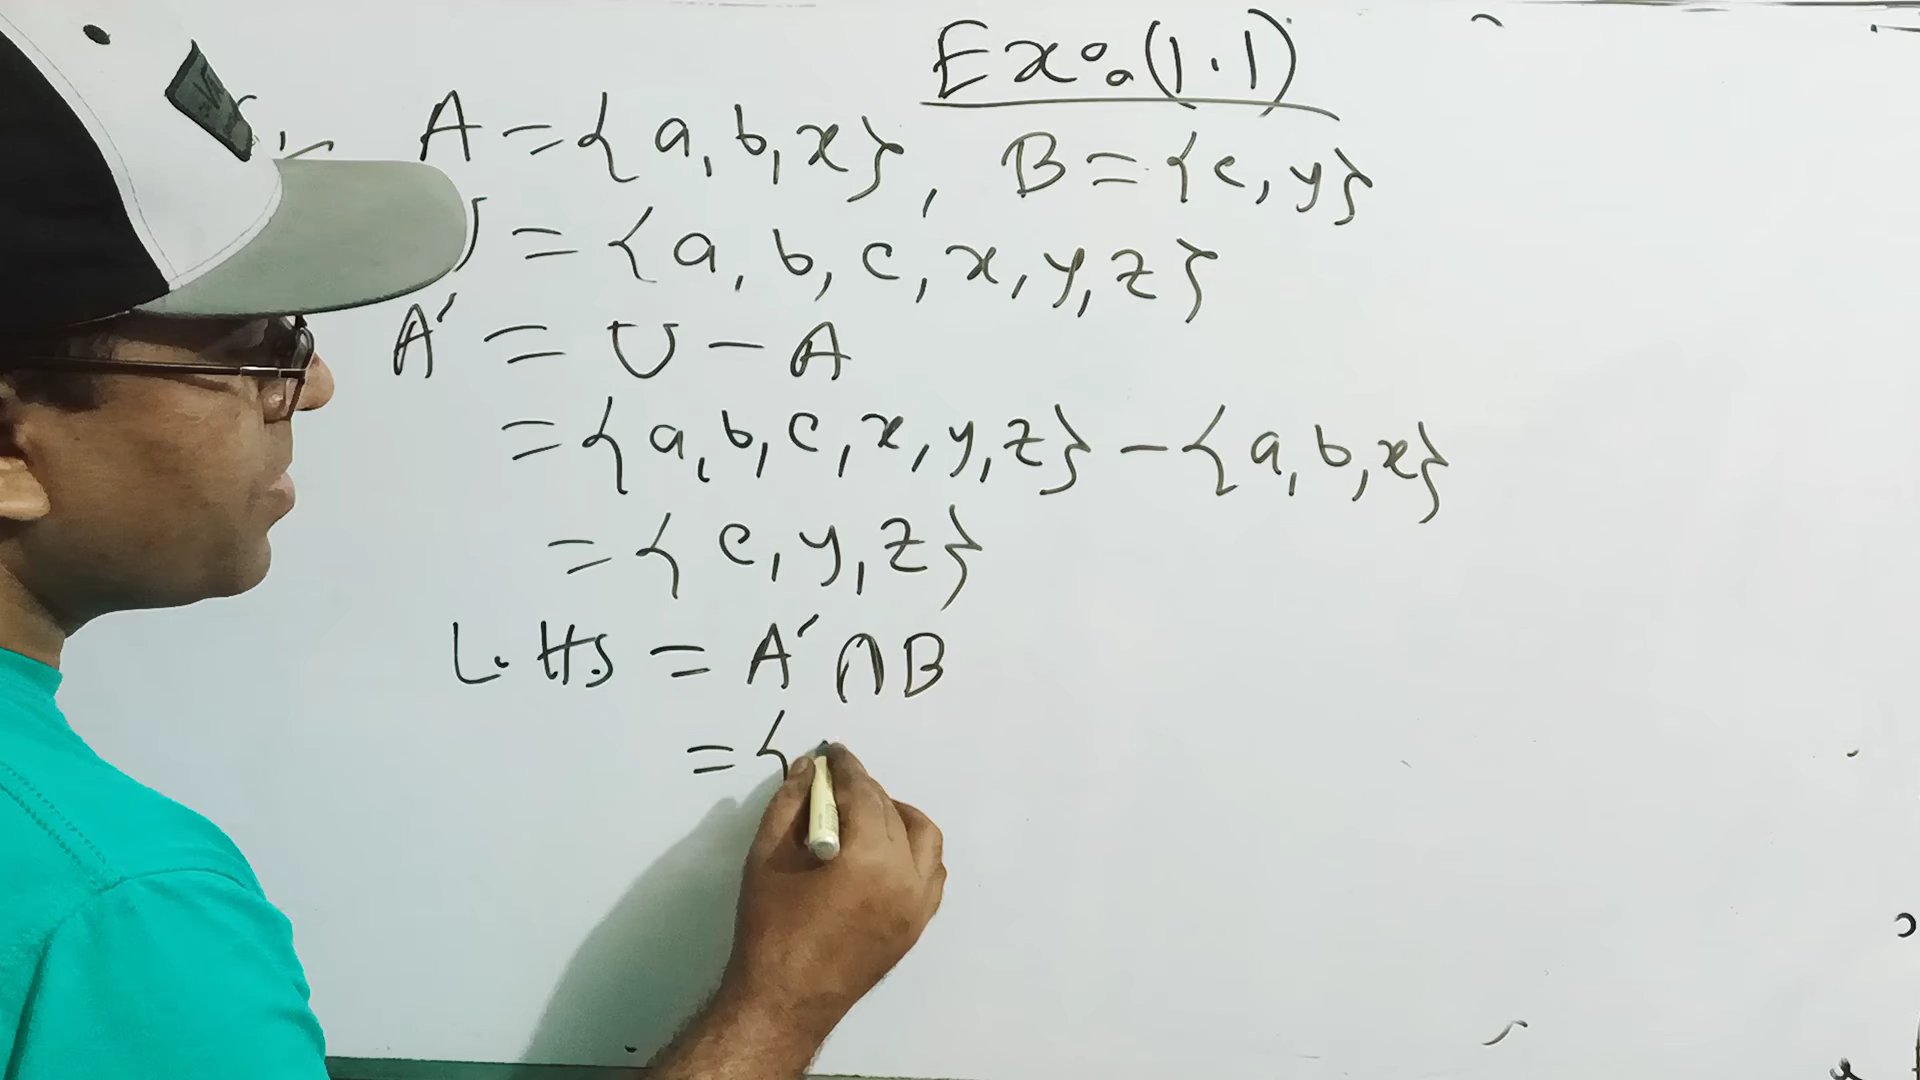 Ex:(1.1)
A = {a, b, x}, B = {c, y}
= {a, b, c, x, y, z}
A′ = U − A
= {a, b, c, x, y, z} − {a, b, x}
= {c, y, z}
L.H.S = A′ ∩ B
= {